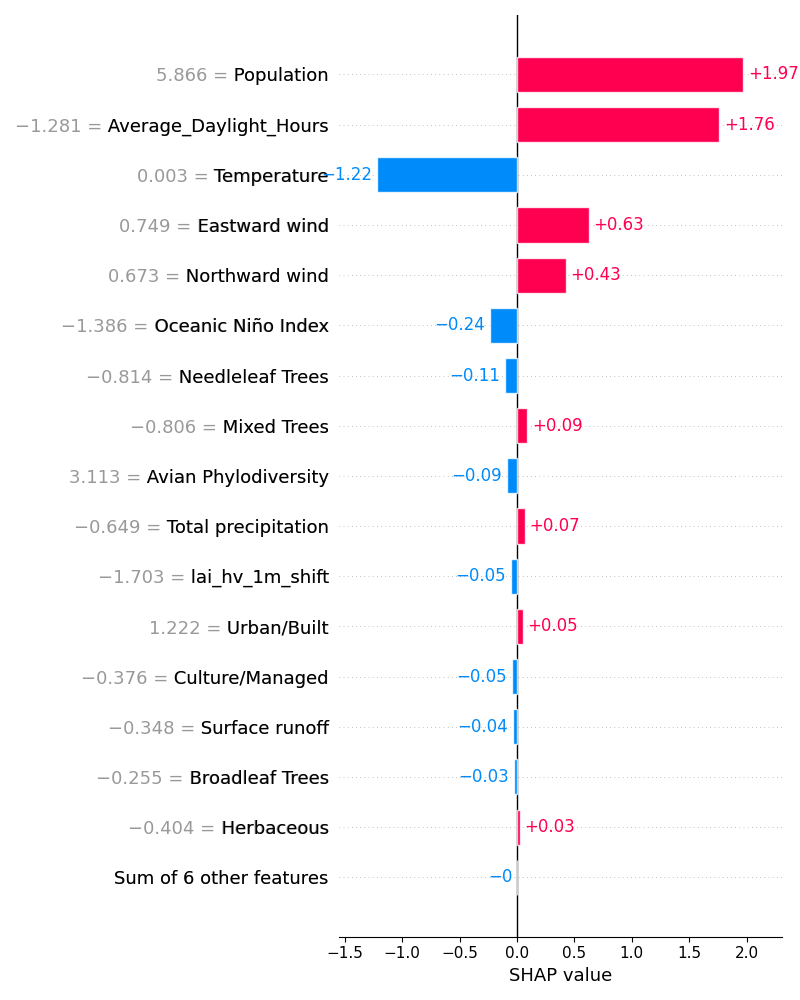 5.866 = Population +1.97
−1.281 = Average_Daylight_Hours +1.76
0.003 = Temperature −1.22
0.749 = Eastward wind +0.63
0.673 = Northward wind +0.43
−1.386 = Oceanic Niño Index −0.24
−0.814 = Needleleaf Trees −0.11
−0.806 = Mixed Trees +0.09
3.113 = Avian Phylodiversity −0.09
−0.649 = Total precipitation +0.07
−1.703 = lai_hv_1m_shift −0.05
1.222 = Urban/Built +0.05
−0.376 = Culture/Managed −0.05
−0.348 = Surface runoff −0.04
−0.255 = Broadleaf Trees −0.03
−0.404 = Herbaceous +0.03
Sum of 6 other features −0
−1.5 −1.0 −0.5 0.0 0.5 1.0 1.5 2.0
SHAP value